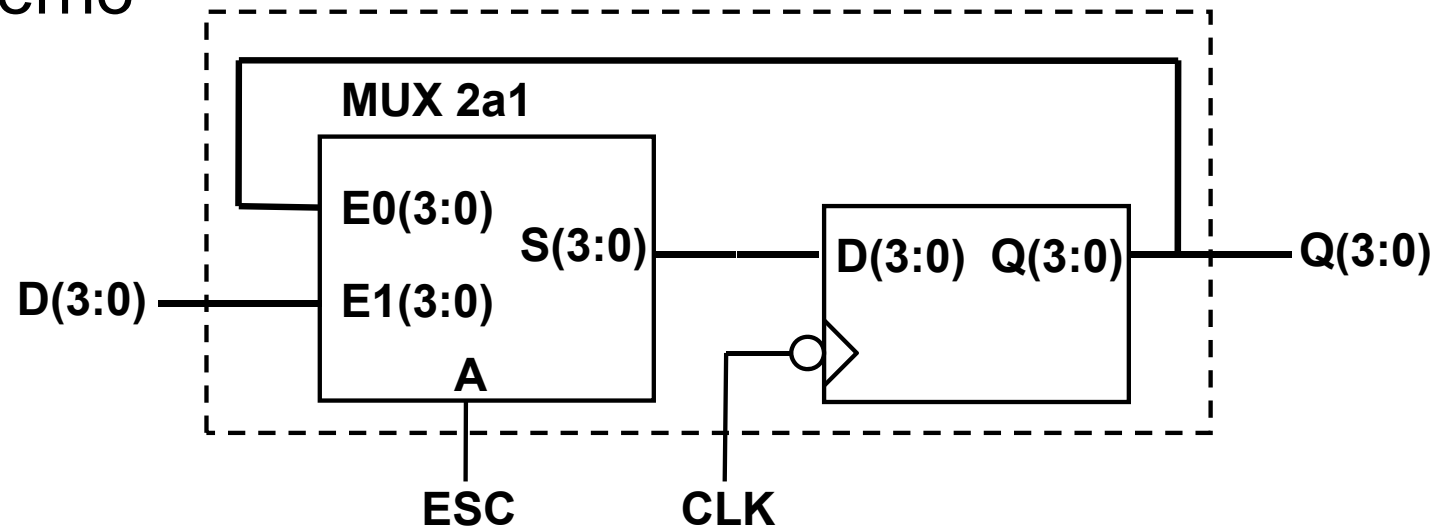 MUX 2a1
E0(3:0)
S(3:0)
D(3:0) Q(3:0)
Q(3:0)
D(3:0)
E1(3:0)
A
ESC
CLK